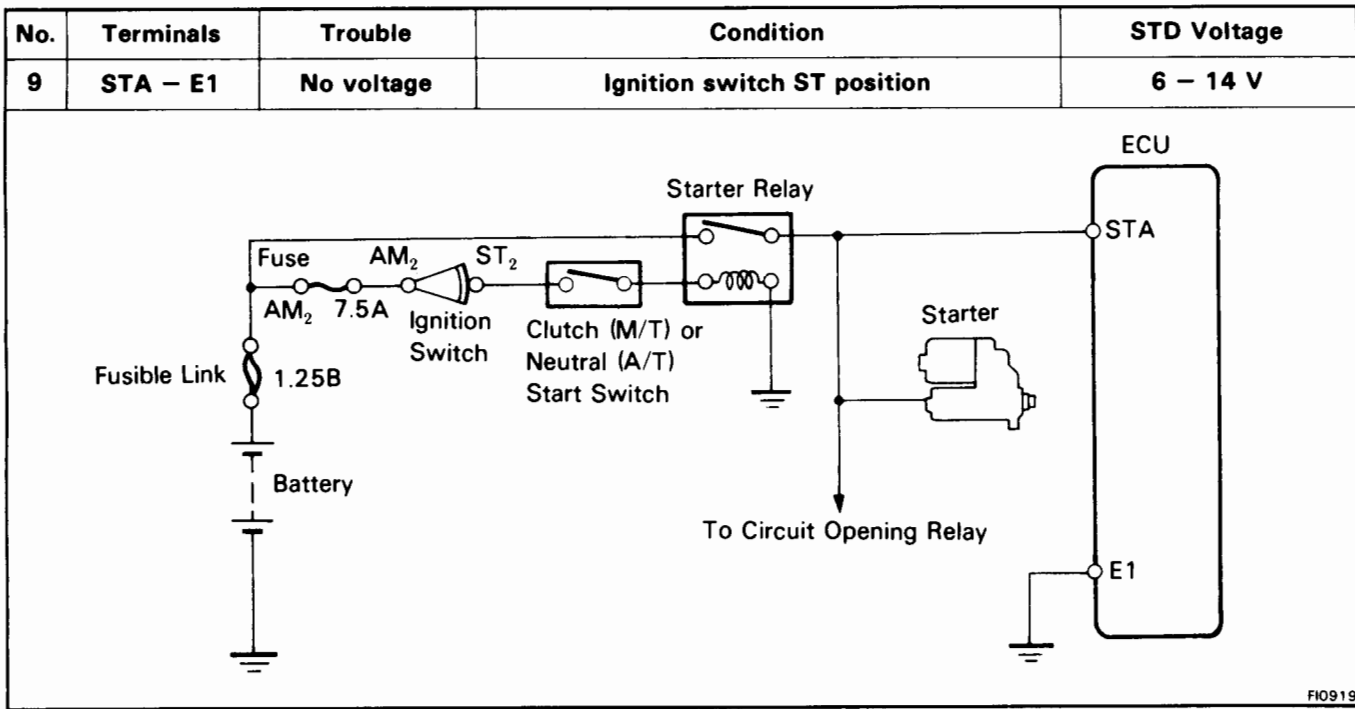 No. Terminals Trouble Condition STD Voltage
9 STA – E1 No voltage Ignition switch ST position 6 – 14 V
ECU
Starter Relay
STA
Fuse AM₂ ST₂
AM₂ 7.5A Ignition
Switch
Clutch (M/T) or
Neutral (A/T)
Start Switch
Starter
Fusible Link 1.25B
Battery
To Circuit Opening Relay
E1
FI0919